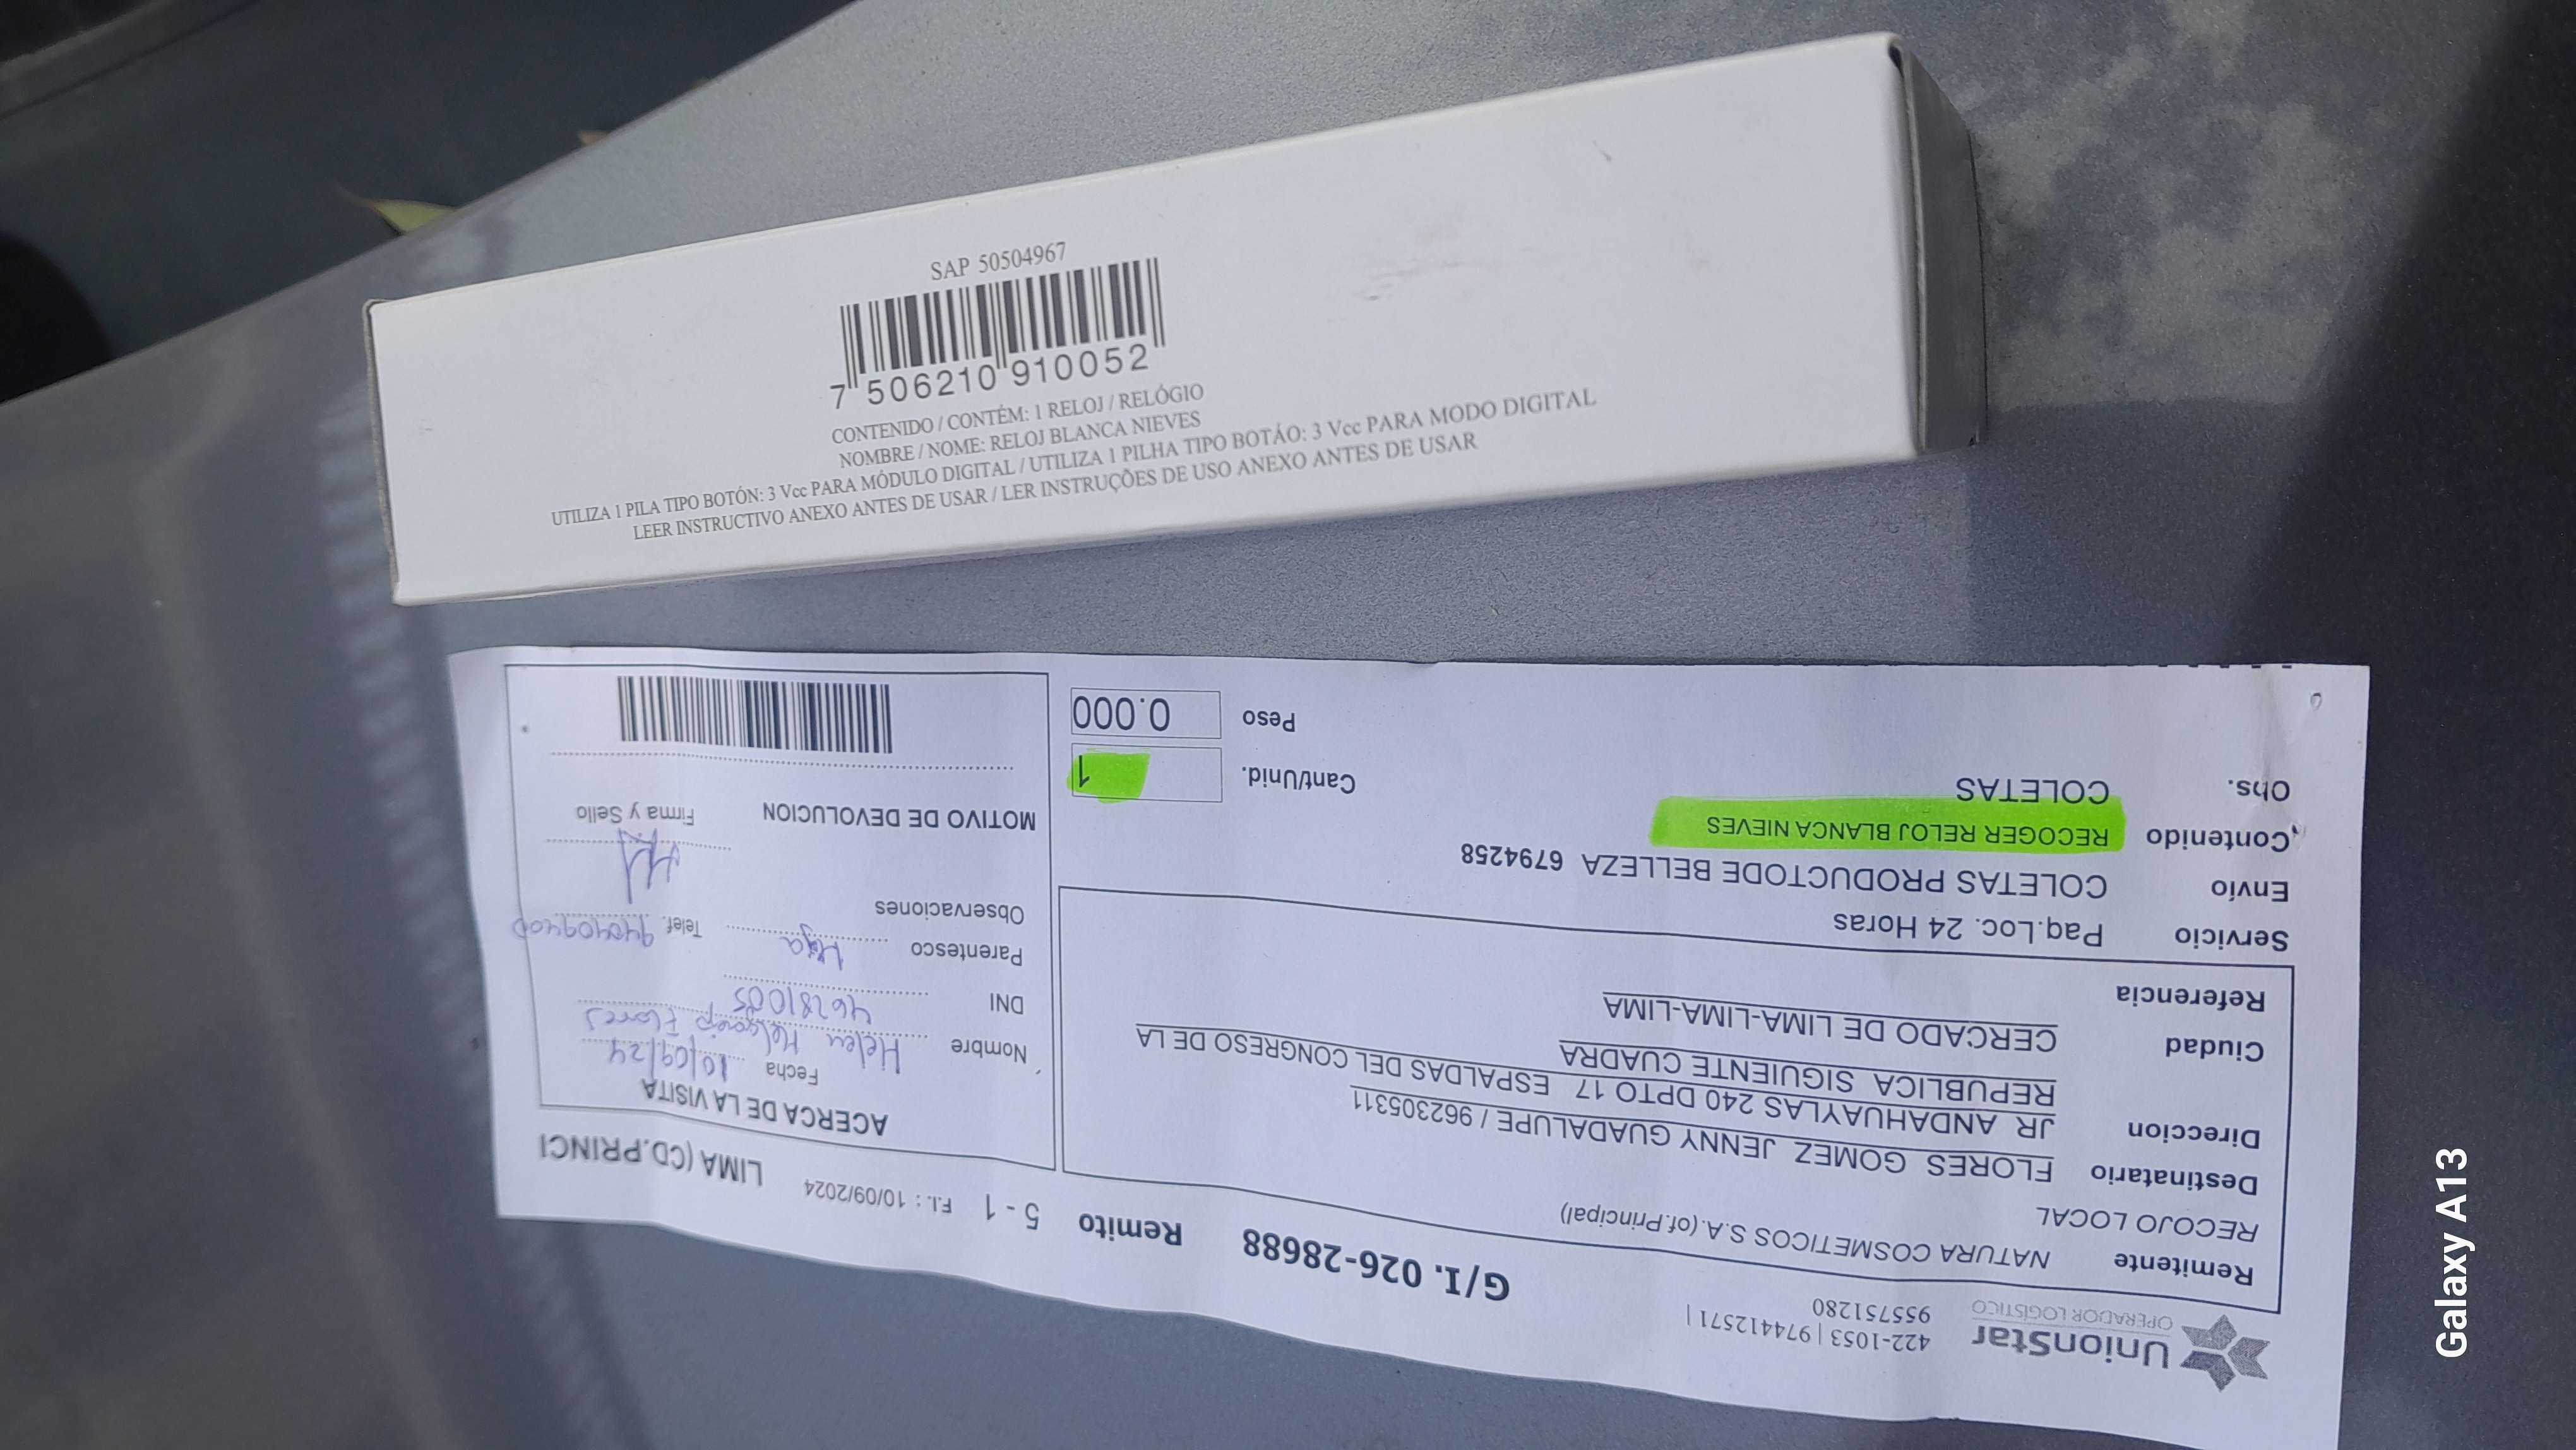 SAP 50504967
7 506210 910052
CONTENIDO / CONTÉM: 1 RELOJ / RELÓGIO
NOMBRE / NOME: RELOJ BLANCA NIEVES
UTILIZA 1 PILA TIPO BOTÓN: 3 Vcc PARA MÓDULO DIGITAL / UTILIZA 1 PILHA TIPO BOTÁO: 3 Vcc PARA MODO DIGITAL
LEER INSTRUCTIVO ANEXO ANTES DE USAR / LER INSTRUÇÕES DE USO ANEXO ANTES DE USAR
UnionStar
OPERADOR LOGÍSTICO
422-1053 | 974412571 |
955751280
G/I. 026-28688
Remito 5 - 1 F.I. : 10/09/2024 LIMA (CD.PRINCI
Remitente NATURA COSMETICOS S.A. (of.Principal)
RECOJO LOCAL
Destinatario FLORES GOMEZ JENNY GUADALUPE / 962305311
Direccion JR ANDAHUAYLAS 240 DPTO 17 ESPALDAS DEL CONGRESO DE LA
REPUBLICA SIGUIENTE CUADRA
Ciudad CERCADO DE LIMA-LIMA-LIMA
Referencia
Servicio Paq.Loc. 24 Horas
Envío COLETAS PRODUCTODE BELLEZA 6794258
Contenido RECOGER RELOJ BLANCA NIEVES
Obs. COLETAS
Cant/Unid. 1
Peso 0.000
ACERCA DE LA VISITA
Fecha 10/09/24
Nombre Helen Flores
DNI 46281005
Parentesco Hija Telef.
Observaciones
Firma y Sello
MOTIVO DE DEVOLUCION
Galaxy A13